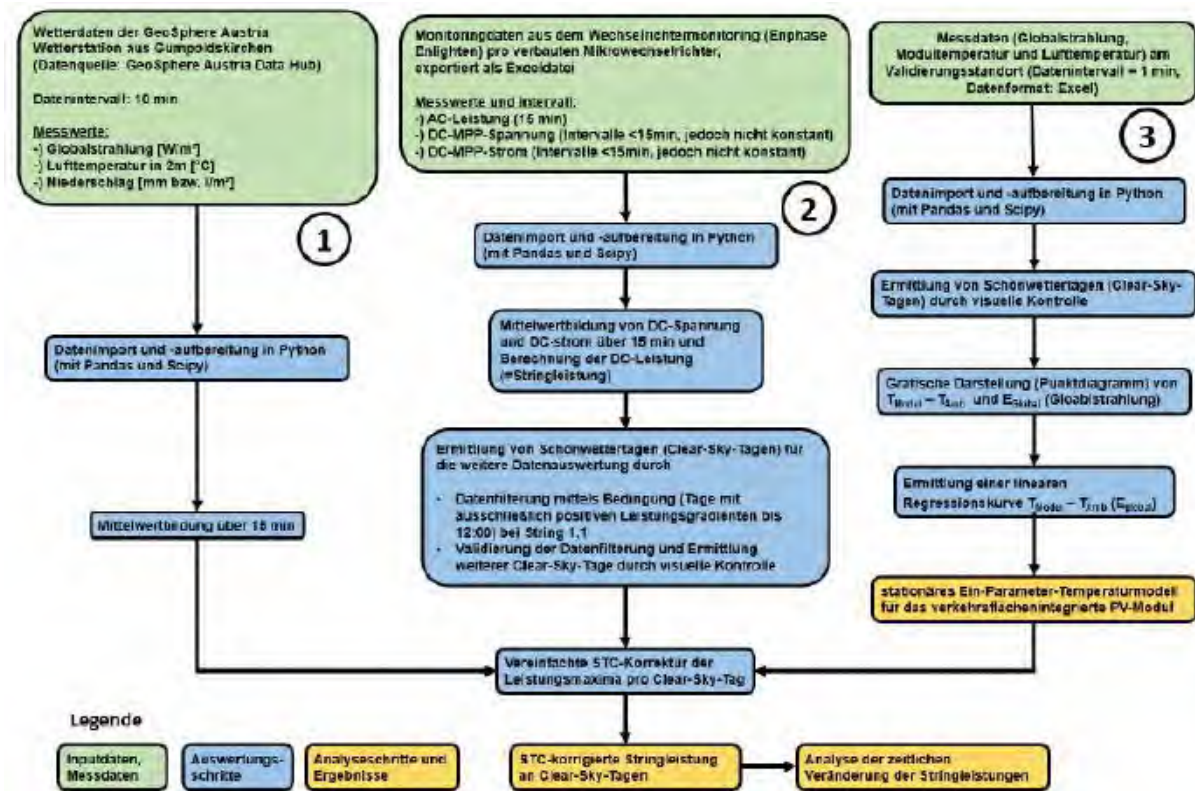 Wetterdaten der GeoSphere Austria
Wetterstation aus Gumpoldskirchen
(Datenquelle: GeoSphere Austria Data Hub)
Datenintervall: 10 min
Messwerte:
-) Globalstrahlung [W/m²]
-) Lufttemperatur in 2m [°C]
-) Niederschlag [mm bzw. l/m²]
1
Datenimport und -aufbereitung in Python
(mit Pandas und Scipy)
Mittelwertbildung über 15 min
Monitoringdaten aus dem Wechselrichtermonitoring (Enphase
Enlighten) pro verbauten Mikrowechselrichter,
exportiert als Exceldatei
Messwerte und Intervall:
-) AC-Leistung (15 min)
-) DC-MPP-Spannung (Intervalle <15min, jedoch nicht konstant)
-) DC-MPP-Strom (Intervalle <15min, jedoch nicht konstant)
2
Datenimport und -aufbereitung in Python
(mit Pandas und Scipy)
Mittelwertbildung von DC-Spannung
und DC-strom über 15 min und
Berechnung der DC-Leistung
(=Stringleistung)
Ermittlung von Schönwettertagen (Clear-Sky-Tagen) für
die weitere Datenauswertung durch
• Datenfilterung mittels Bedingung (Tage mit
ausschließlich positiven Leistungsgradienten bis
12:00) bei String 1.1
• Validierung der Datenfilterung und Ermittlung
weiterer Clear-Sky-Tage durch visuelle Kontrolle
Messdaten (Globalstrahlung,
Modultemperatur und Lufttemperatur) am
Validierungsstandort (Datenintervall = 1 min,
Datenformat: Excel)
3
Datenimport und -aufbereitung in Python
(mit Pandas und Scipy)
Ermittlung von Schönwettertagen (Clear-Sky-
Tagen) durch visuelle Kontrolle
Grafische Darstellung (Punktdiagramm) von
T_Modul – T_Amb und E_Global (Gloablstrahlung)
Ermittlung einer linearen
Regressionskurve T_Modul – T_Amb (E_Global)
stationäres Ein-Parameter-Temperaturmodell
für das verkehrsflächenintegrierte PV-Modul
Vereinfachte STC-Korrektur der
Leistungsmaxima pro Clear-Sky-Tag
STC-korrigierte Stringleistung
an Clear-Sky-Tagen
Analyse der zeitlichen
Veränderung der Stringleistungen
Legende
Inputdaten,
Messdaten
Auswertungs-
schritte
Analyseschritte und
Ergebnisse